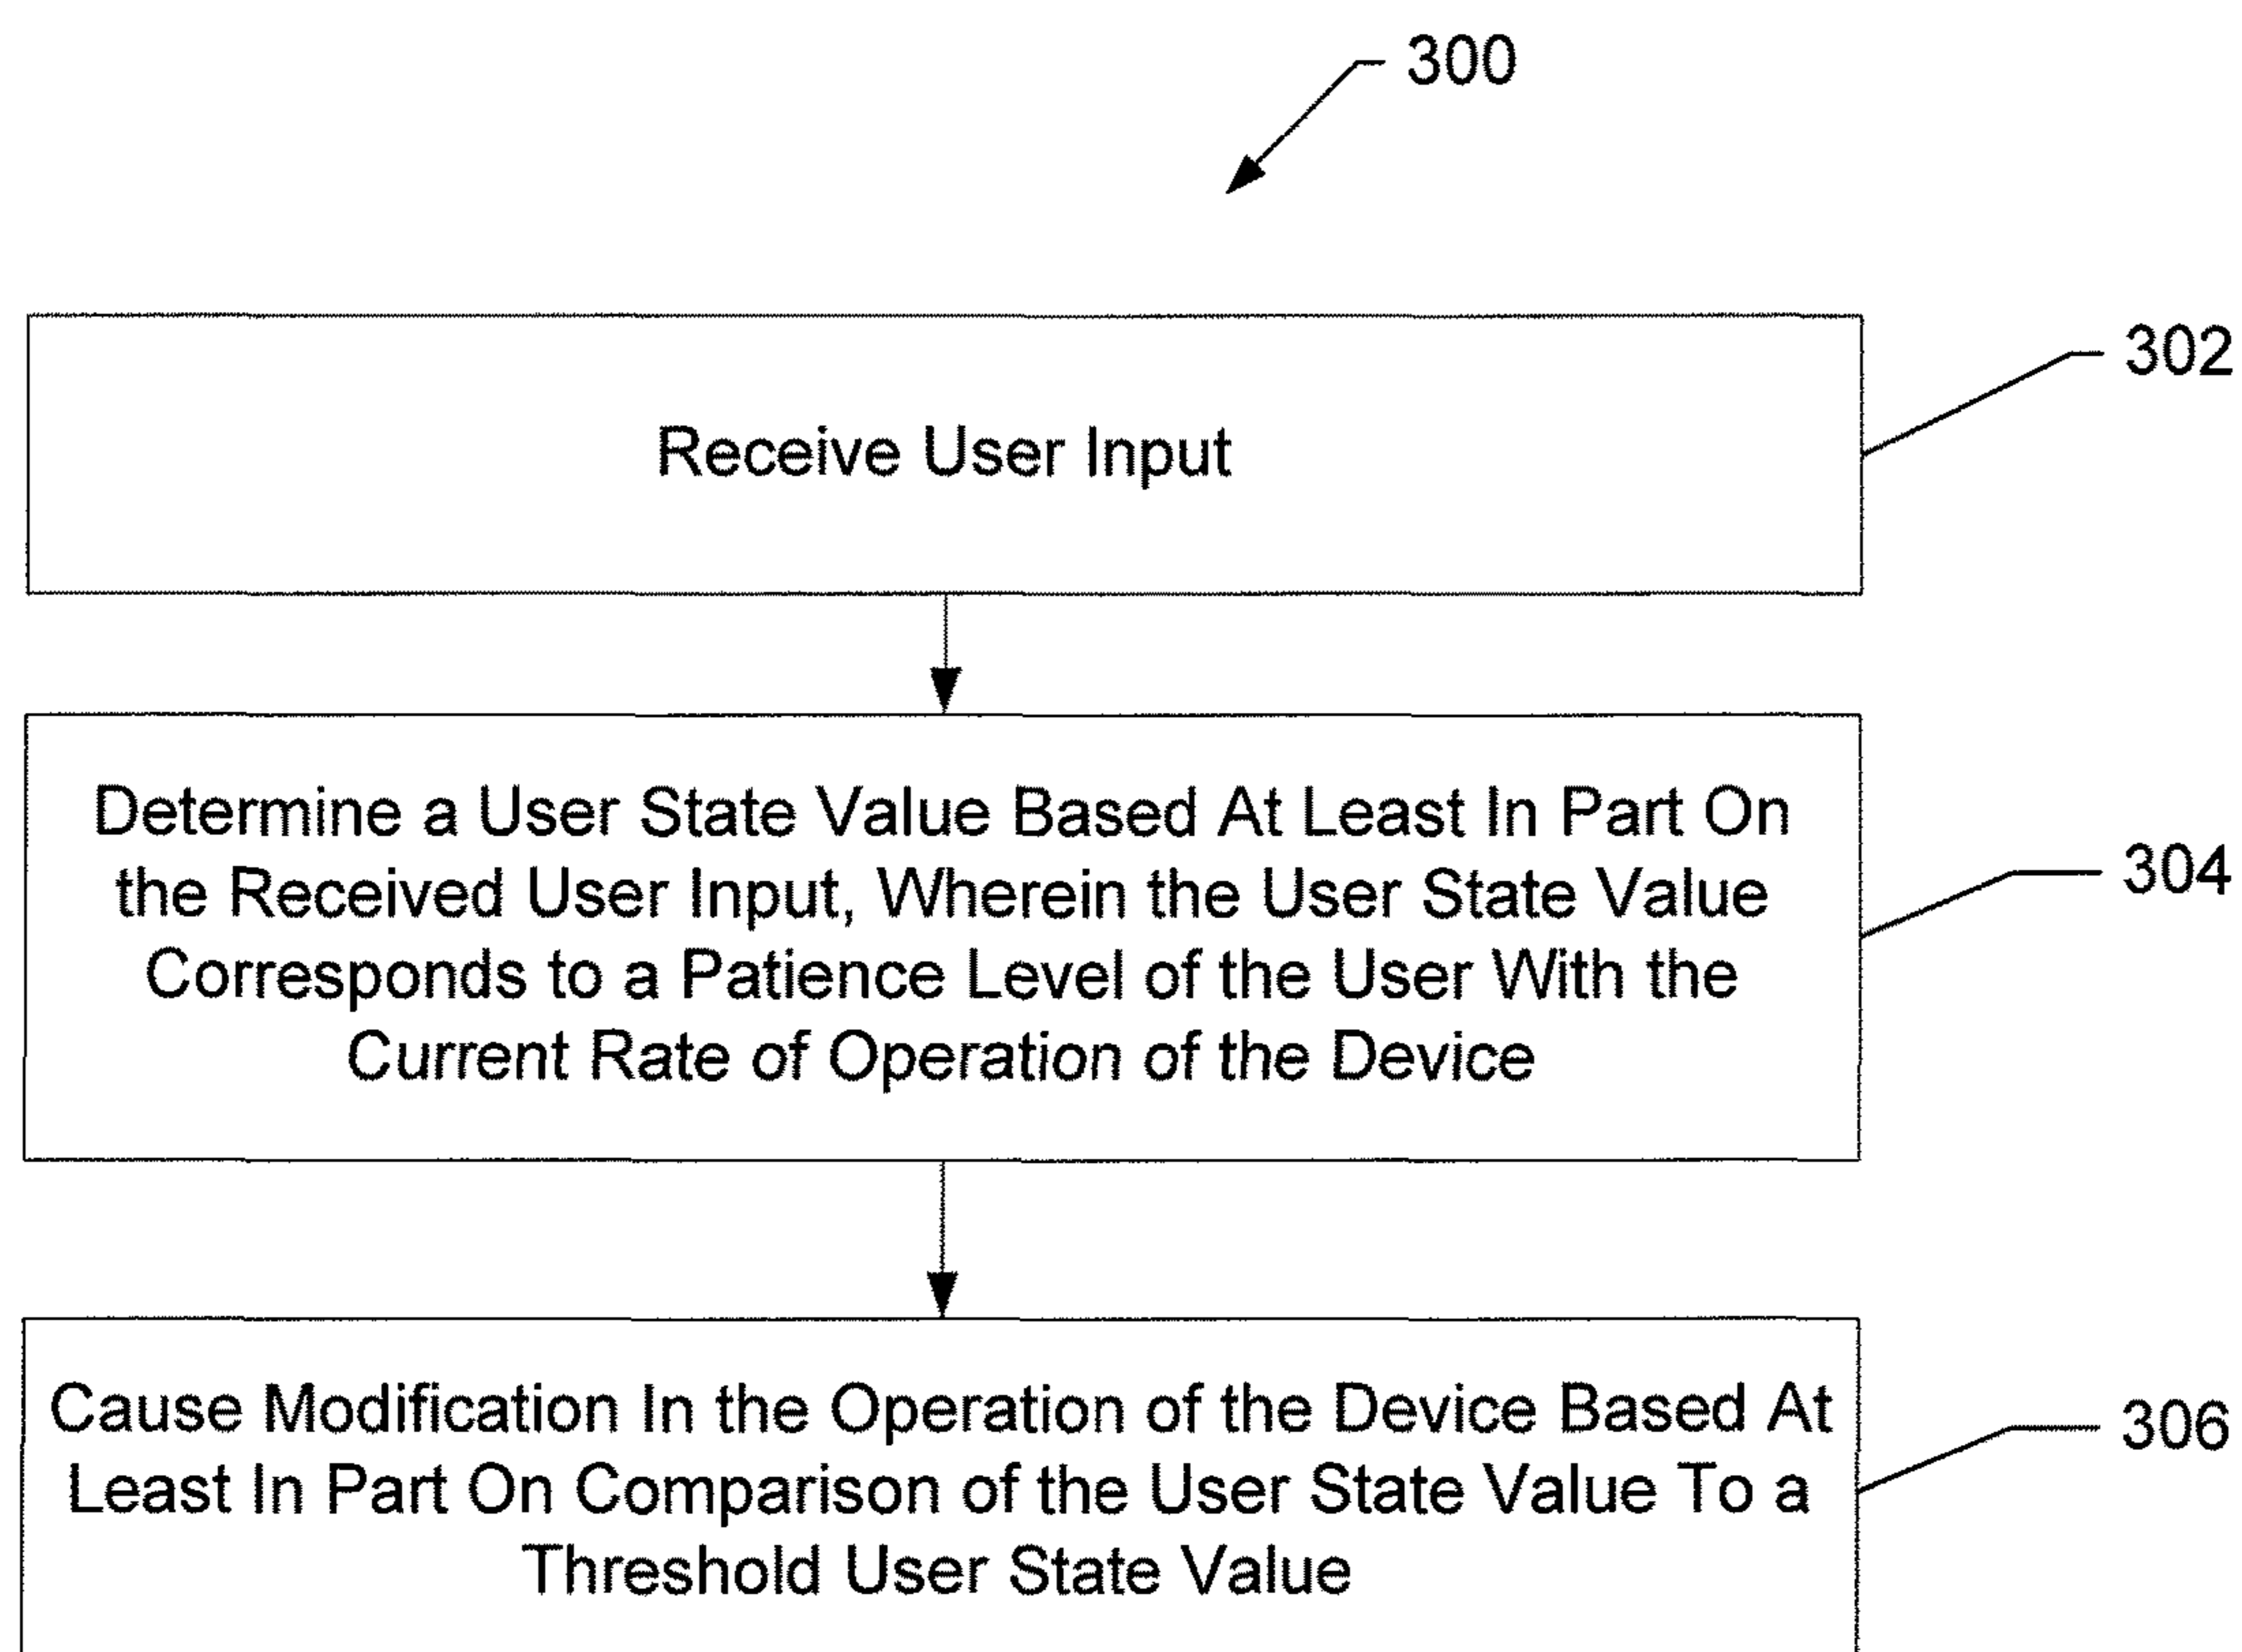 300
Receive User Input
302
Determine a User State Value Based At Least In Part On
the Received User Input, Wherein the User State Value
Corresponds to a Patience Level of the User With the
Current Rate of Operation of the Device
304
Cause Modification In the Operation of the Device Based At
Least In Part On Comparison of the User State Value To a
Threshold User State Value
306